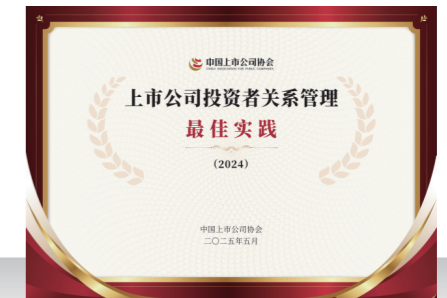 中国上市公司协会
CHINA ASSOCIATION FOR PUBLIC COMPANIES
上市公司投资者关系管理
最佳实践
(2024)
中国上市公司协会
二〇二五年五月